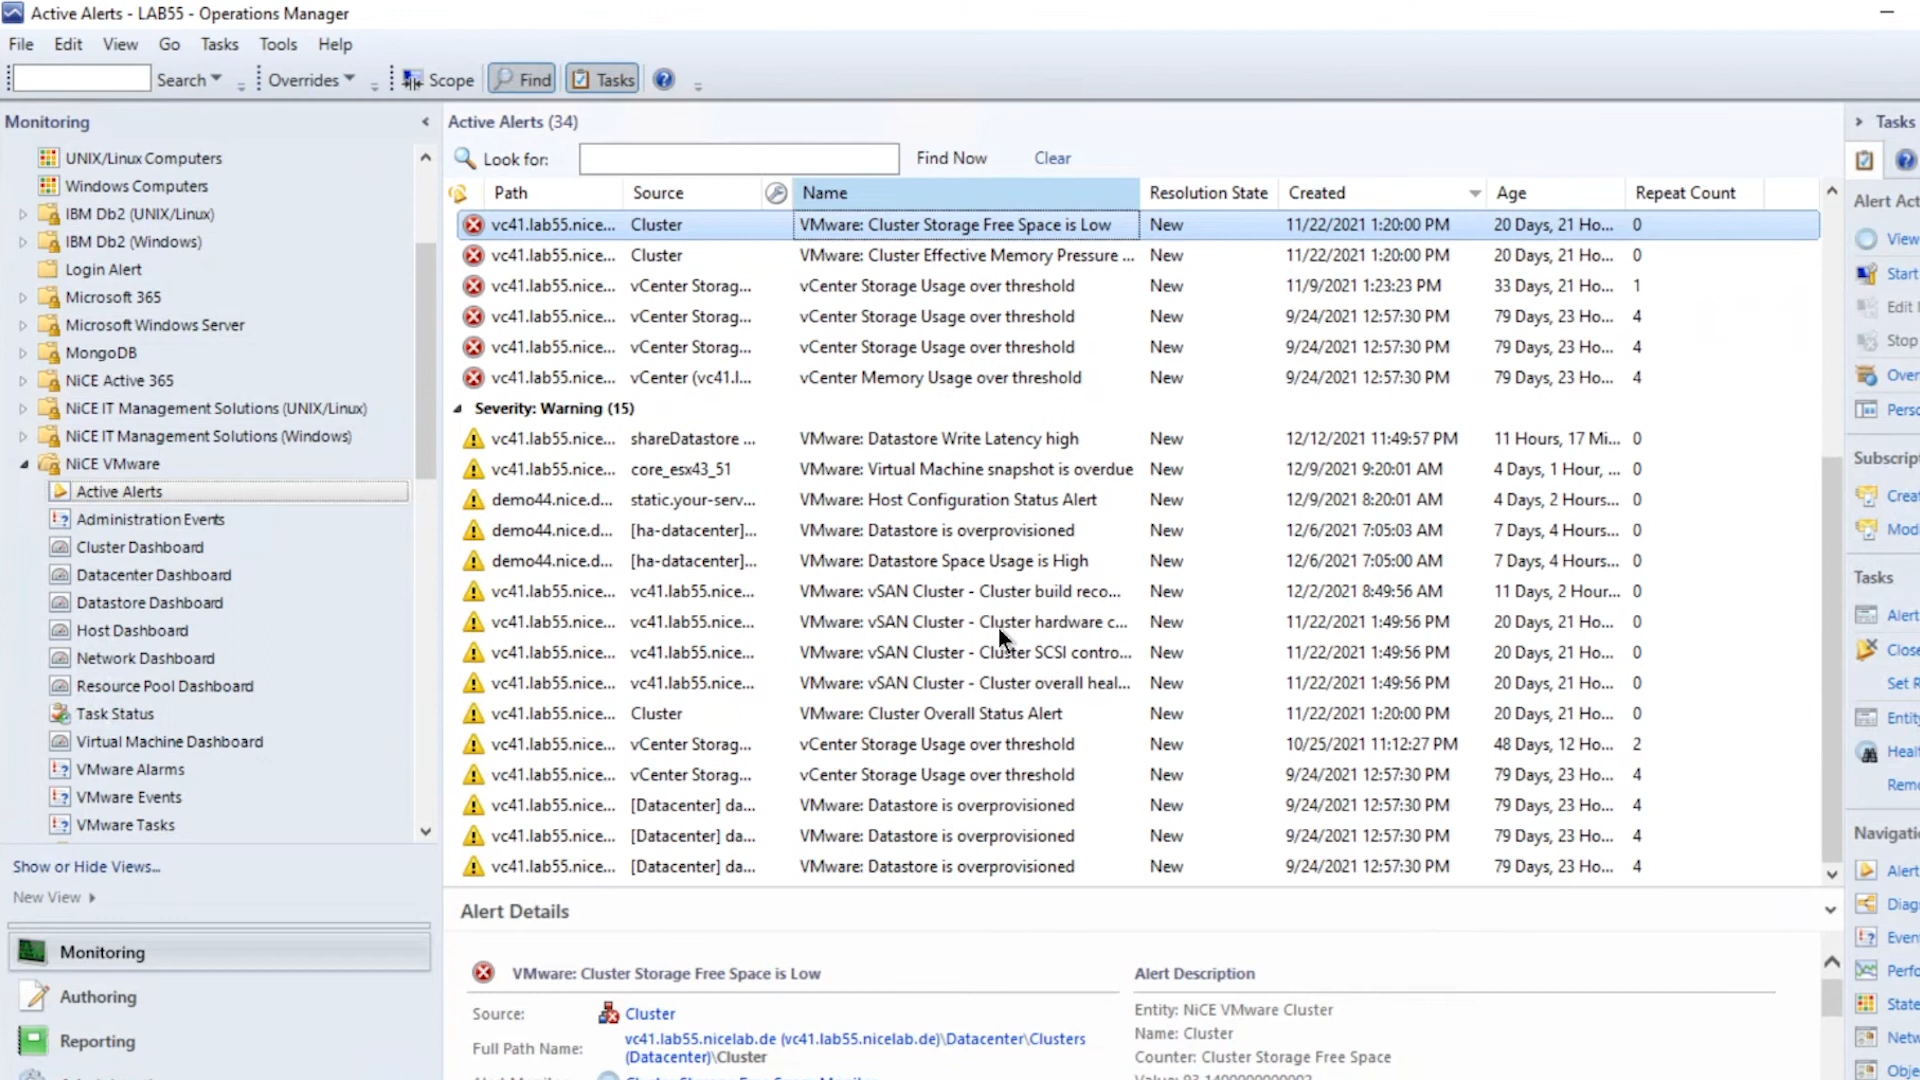 Active Alerts - LAB55 - Operations Manager
File Edit View Go Tasks Tools Help
Search Overrides Scope Find Tasks
Monitoring
UNIX/Linux Computers
Windows Computers
IBM Db2 (UNIX/Linux)
IBM Db2 (Windows)
Login Alert
Microsoft 365
Microsoft Windows Server
MongoDB
NiCE Active 365
NiCE IT Management Solutions (UNIX/Linux)
NiCE IT Management Solutions (Windows)
NiCE VMware
Active Alerts
Administration Events
Cluster Dashboard
Datacenter Dashboard
Datastore Dashboard
Host Dashboard
Network Dashboard
Resource Pool Dashboard
Task Status
Virtual Machine Dashboard
VMware Alarms
VMware Events
VMware Tasks
Show or Hide Views...
New View
Monitoring
Authoring
Reporting
Active Alerts (34)
Look for: Find Now Clear
Path Source Name Resolution State Created Age Repeat Count
vc41.lab55.nice... Cluster VMware: Cluster Storage Free Space is Low New 11/22/2021 1:20:00 PM 20 Days, 21 Ho... 0
vc41.lab55.nice... Cluster VMware: Cluster Effective Memory Pressure ... New 11/22/2021 1:20:00 PM 20 Days, 21 Ho... 0
vc41.lab55.nice... vCenter Storag... vCenter Storage Usage over threshold New 11/9/2021 1:23:23 PM 33 Days, 21 Ho... 1
vc41.lab55.nice... vCenter Storag... vCenter Storage Usage over threshold New 9/24/2021 12:57:30 PM 79 Days, 23 Ho... 4
vc41.lab55.nice... vCenter Storag... vCenter Storage Usage over threshold New 9/24/2021 12:57:30 PM 79 Days, 23 Ho... 4
vc41.lab55.nice... vCenter (vc41.l... vCenter Memory Usage over threshold New 9/24/2021 12:57:30 PM 79 Days, 23 Ho... 4
Severity: Warning (15)
vc41.lab55.nice... shareDatastore ... VMware: Datastore Write Latency high New 12/12/2021 11:49:57 PM 11 Hours, 17 Mi... 0
vc41.lab55.nice... core_esx43_51 VMware: Virtual Machine snapshot is overdue New 12/9/2021 9:20:01 AM 4 Days, 1 Hour, ... 0
demo44.nice.d... static.your-serv... VMware: Host Configuration Status Alert New 12/9/2021 8:20:01 AM 4 Days, 2 Hours... 0
demo44.nice.d... [ha-datacenter]... VMware: Datastore is overprovisioned New 12/6/2021 7:05:03 AM 7 Days, 4 Hours... 0
demo44.nice.d... [ha-datacenter]... VMware: Datastore Space Usage is High New 12/6/2021 7:05:00 AM 7 Days, 4 Hours... 0
vc41.lab55.nice... vc41.lab55.nice... VMware: vSAN Cluster - Cluster build reco... New 12/2/2021 8:49:56 AM 11 Days, 2 Hour... 0
vc41.lab55.nice... vc41.lab55.nice... VMware: vSAN Cluster - Cluster hardware c... New 11/22/2021 1:49:56 PM 20 Days, 21 Ho... 0
vc41.lab55.nice... vc41.lab55.nice... VMware: vSAN Cluster - Cluster SCSI contro... New 11/22/2021 1:49:56 PM 20 Days, 21 Ho... 0
vc41.lab55.nice... vc41.lab55.nice... VMware: vSAN Cluster - Cluster overall heal... New 11/22/2021 1:49:56 PM 20 Days, 21 Ho... 0
vc41.lab55.nice... Cluster VMware: Cluster Overall Status Alert New 11/22/2021 1:20:00 PM 20 Days, 21 Ho... 0
vc41.lab55.nice... vCenter Storag... vCenter Storage Usage over threshold New 10/25/2021 11:12:27 PM 48 Days, 12 Ho... 2
vc41.lab55.nice... vCenter Storag... vCenter Storage Usage over threshold New 9/24/2021 12:57:30 PM 79 Days, 23 Ho... 4
vc41.lab55.nice... [Datacenter] da... VMware: Datastore is overprovisioned New 9/24/2021 12:57:30 PM 79 Days, 23 Ho... 4
vc41.lab55.nice... [Datacenter] da... VMware: Datastore is overprovisioned New 9/24/2021 12:57:30 PM 79 Days, 23 Ho... 4
vc41.lab55.nice... [Datacenter] da... VMware: Datastore is overprovisioned New 9/24/2021 12:57:30 PM 79 Days, 23 Ho... 4
Alert Details
VMware: Cluster Storage Free Space is Low
Source: Cluster
Full Path Name: vc41.lab55.nicelab.de (vc41.lab55.nicelab.de)\Datacenter\Clusters
(Datacenter)\Cluster
Alert Description
Entity: NiCE VMware Cluster
Name: Cluster
Counter: Cluster Storage Free Space
Tasks
Alert Act
View
Start
Edit
Stop
Over
Perso
Subscript
Creat
Modi
Tasks
Alert
Close
Set R
Entity
Healt
Remo
Navigatio
Alert
Diag
Even
Perfo
State
Netw
Obje